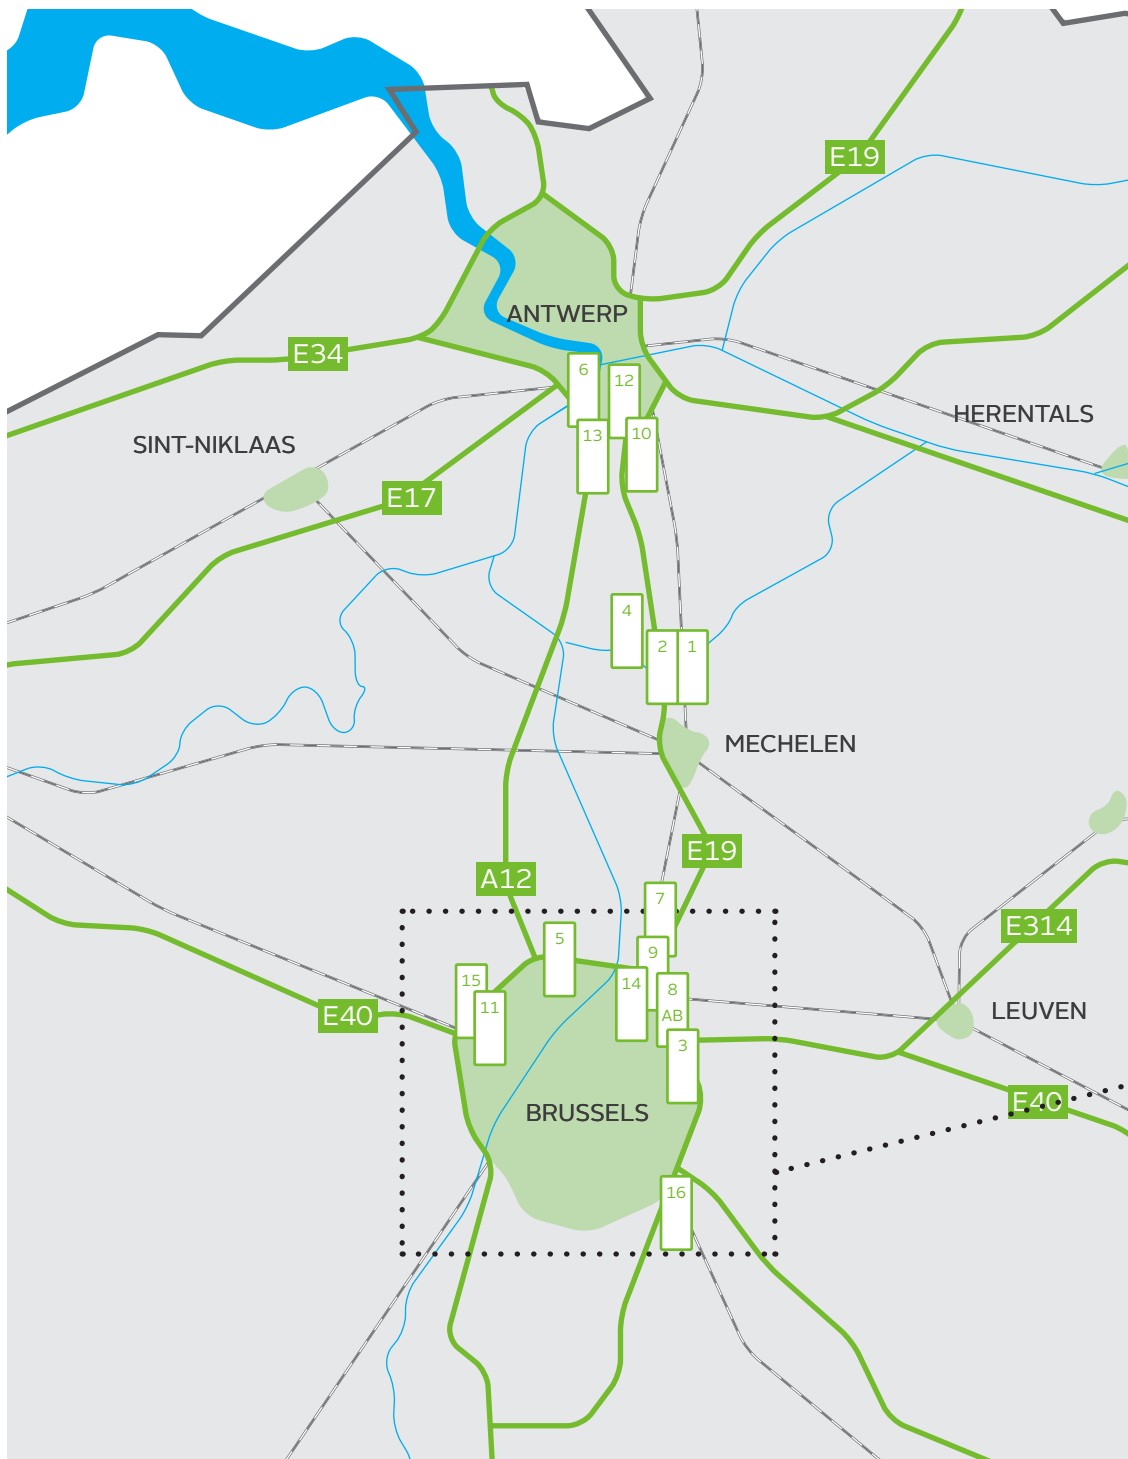 E19
ANTWERP
E34
6
12
HERENTALS
SINT-NIKLAAS
13
10
E17
4
2
1
MECHELEN
E19
A12
7
E314
5
9
15
14
8
AB
11
LEUVEN
E40
3
E40
BRUSSELS
16